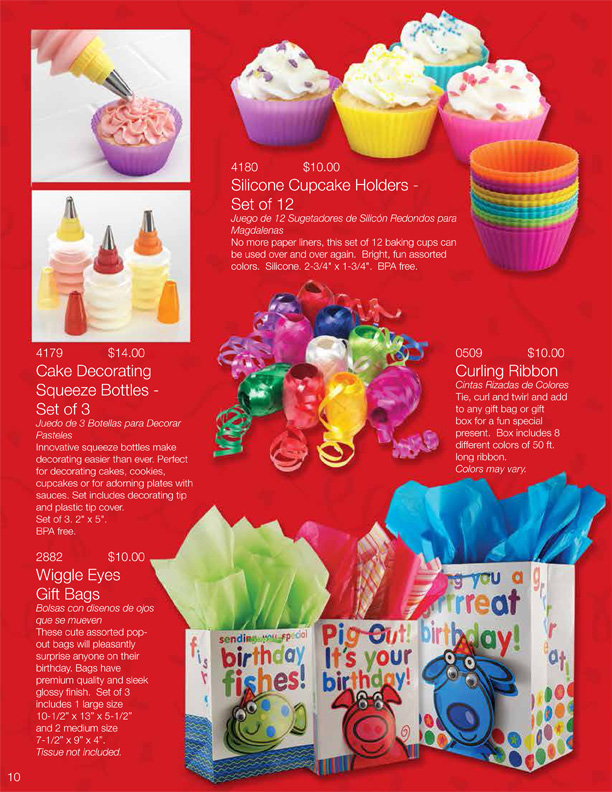 4180 $10.00
Silicone Cupcake Holders -
Set of 12
Juego de 12 Sugetadores de Silicón Redondos para
Magdalenas
No more paper liners, this set of 12 baking cups can
be used over and over again. Bright, fun assorted
colors. Silicone. 2-3/4" x 1-3/4". BPA free.
4179 $14.00
Cake Decorating
Squeeze Bottles -
Set of 3
Juedo de 3 Botellas para Decorar
Pasteles
Innovative squeeze bottles make
decorating easier than ever. Perfect
for decorating cakes, cookies,
cupcakes or for adorning plates with
sauces. Set includes decorating tip
and plastic tip cover.
Set of 3. 2" x 5".
BPA free.
0509 $10.00
Curling Ribbon
Cintas Rizadas de Colores
Tie, curl and twirl and add
to any gift bag or gift
box for a fun special
present. Box includes 8
different colors of 50 ft.
long ribbon.
Colors may vary.
2882 $10.00
Wiggle Eyes
Gift Bags
Bolsas con disenos de ojos
que se mueven
These cute assorted pop-
out bags will pleasantly
surprise anyone on their
birthday. Bags have
premium quality and sleek
glossy finish. Set of 3
includes 1 large size
10-1/2" x 13" x 5-1/2"
and 2 medium size
7-1/2" x 9" x 4".
Tissue not included.
sending you special
birthday
fishes!
Pig Out!
It's your
birthday!
you a
grrrreat
birthday!
10